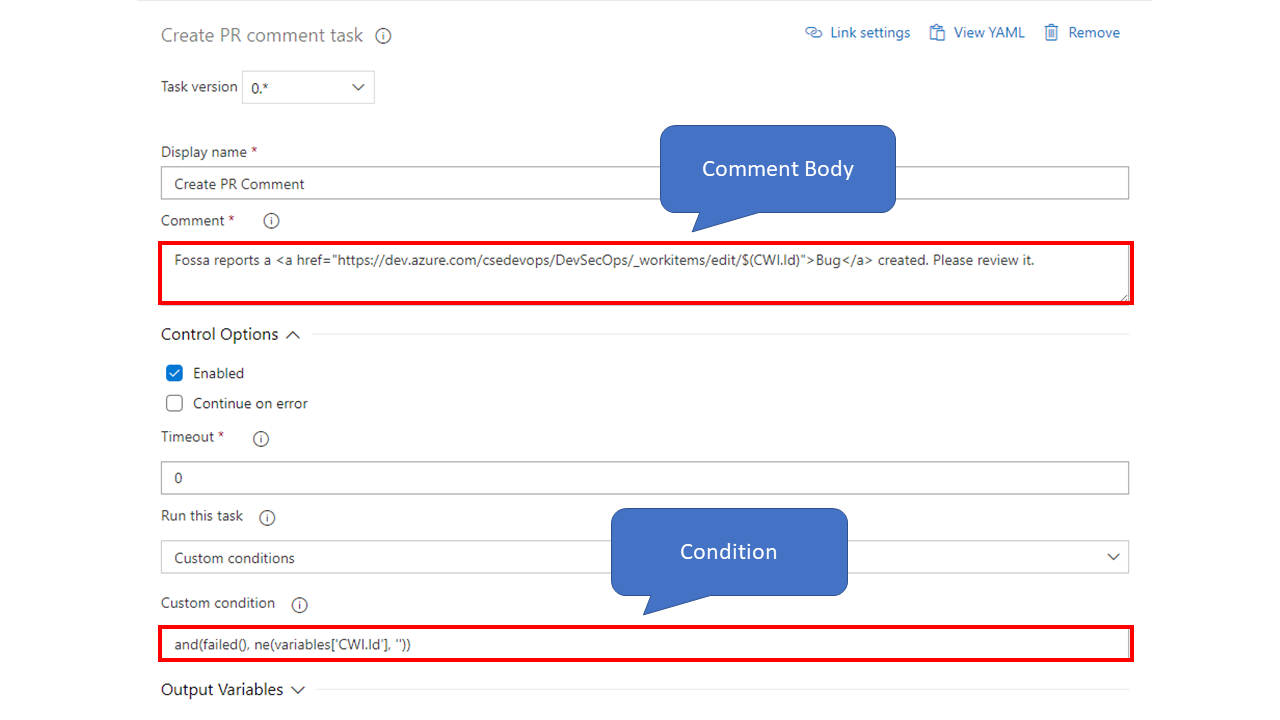 Create PR comment task
Link settings
View YAML
Remove
Task version
0.*
Display name *
Create PR Comment
Comment Body
Comment *
Fossa reports a <a href="https://dev.azure.com/csedevops/DevSecOps/_workitems/edit/$(CWI.Id)">Bug</a> created. Please review it.
Control Options
Enabled
Continue on error
Timeout *
0
Run this task
Custom conditions
Condition
Custom condition
and(failed(), ne(variables['CWI.Id'], ''))
Output Variables